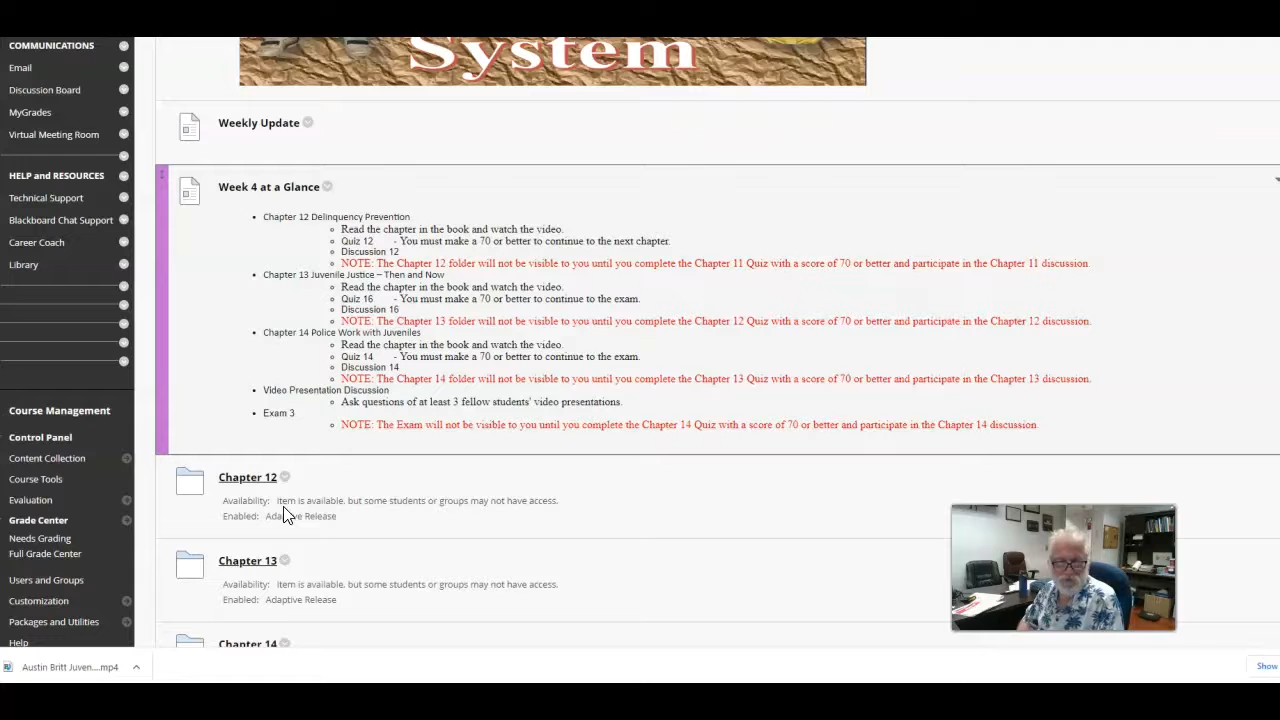 System
COMMUNICATIONS
Email
Discussion Board
MyGrades
Virtual Meeting Room
HELP and RESOURCES
Technical Support
Blackboard Chat Support
Career Coach
Library
Course Management
Control Panel
Content Collection
Course Tools
Evaluation
Grade Center
Needs Grading
Full Grade Center
Users and Groups
Customization
Packages and Utilities
Help
Weekly Update
Week 4 at a Glance
Chapter 12 Delinquency Prevention
Read the chapter in the book and watch the video.
Quiz 12 - You must make a 70 or better to continue to the next chapter.
Discussion 12
NOTE: The Chapter 12 folder will not be visible to you until you complete the Chapter 11 Quiz with a score of 70 or better and participate in the Chapter 11 discussion.
Chapter 13 Juvenile Justice – Then and Now
Read the chapter in the book and watch the video.
Quiz 16 - You must make a 70 or better to continue to the exam.
Discussion 16
NOTE: The Chapter 13 folder will not be visible to you until you complete the Chapter 12 Quiz with a score of 70 or better and participate in the Chapter 12 discussion.
Chapter 14 Police Work with Juveniles
Read the chapter in the book and watch the video.
Quiz 14 - You must make a 70 or better to continue to the exam.
Discussion 14
NOTE: The Chapter 14 folder will not be visible to you until you complete the Chapter 13 Quiz with a score of 70 or better and participate in the Chapter 13 discussion.
Video Presentation Discussion
Ask questions of at least 3 fellow students' video presentations.
Exam 3
NOTE: The Exam will not be visible to you until you complete the Chapter 14 Quiz with a score of 70 or better and participate in the Chapter 14 discussion.
Chapter 12
Availability: Item is available, but some students or groups may not have access.
Enabled: Adaptive Release
Chapter 13
Availability: Item is available, but some students or groups may not have access.
Enabled: Adaptive Release
Chapter 14
Austin Britt Juven....mp4
Show